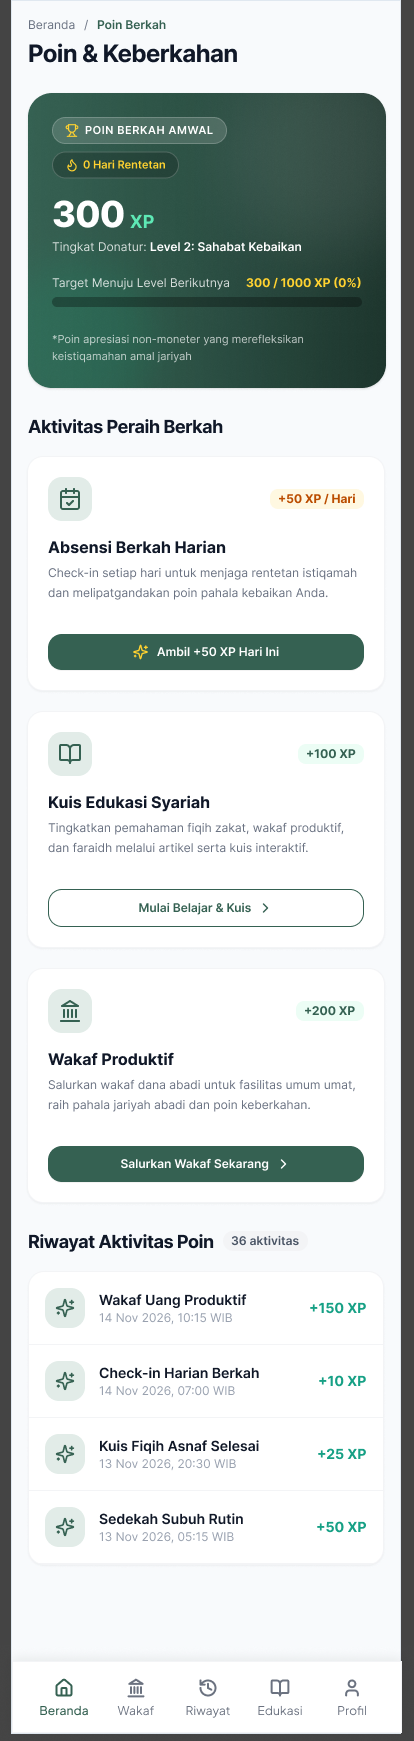 Beranda / Poin Berkah
Poin & Keberkahan
POIN BERKAH AMWAL
0 Hari Rentetan
300 XP
Tingkat Donatur: Level 2: Sahabat Kebaikan
Target Menuju Level Berikutnya 300 / 1000 XP (0%)
*Poin apresiasi non-moneter yang merefleksikan
keistiqamahan amal jariyah
Aktivitas Peraih Berkah
+50 XP / Hari
Absensi Berkah Harian
Check-in setiap hari untuk menjaga rentetan istiqamah
dan melipatgandakan poin pahala kebaikan Anda.
Ambil +50 XP Hari Ini
+100 XP
Kuis Edukasi Syariah
Tingkatkan pemahaman fiqih zakat, wakaf produktif,
dan faraidh melalui artikel serta kuis interaktif.
Mulai Belajar & Kuis
+200 XP
Wakaf Produktif
Salurkan wakaf dana abadi untuk fasilitas umum umat,
raih pahala jariyah abadi dan poin keberkahan.
Salurkan Wakaf Sekarang
Riwayat Aktivitas Poin 36 aktivitas
Wakaf Uang Produktif
14 Nov 2026, 10:15 WIB
+150 XP
Check-in Harian Berkah
14 Nov 2026, 07:00 WIB
+10 XP
Kuis Fiqih Asnaf Selesai
13 Nov 2026, 20:30 WIB
+25 XP
Sedekah Subuh Rutin
13 Nov 2026, 05:15 WIB
+50 XP
Beranda Wakaf Riwayat Edukasi Profil